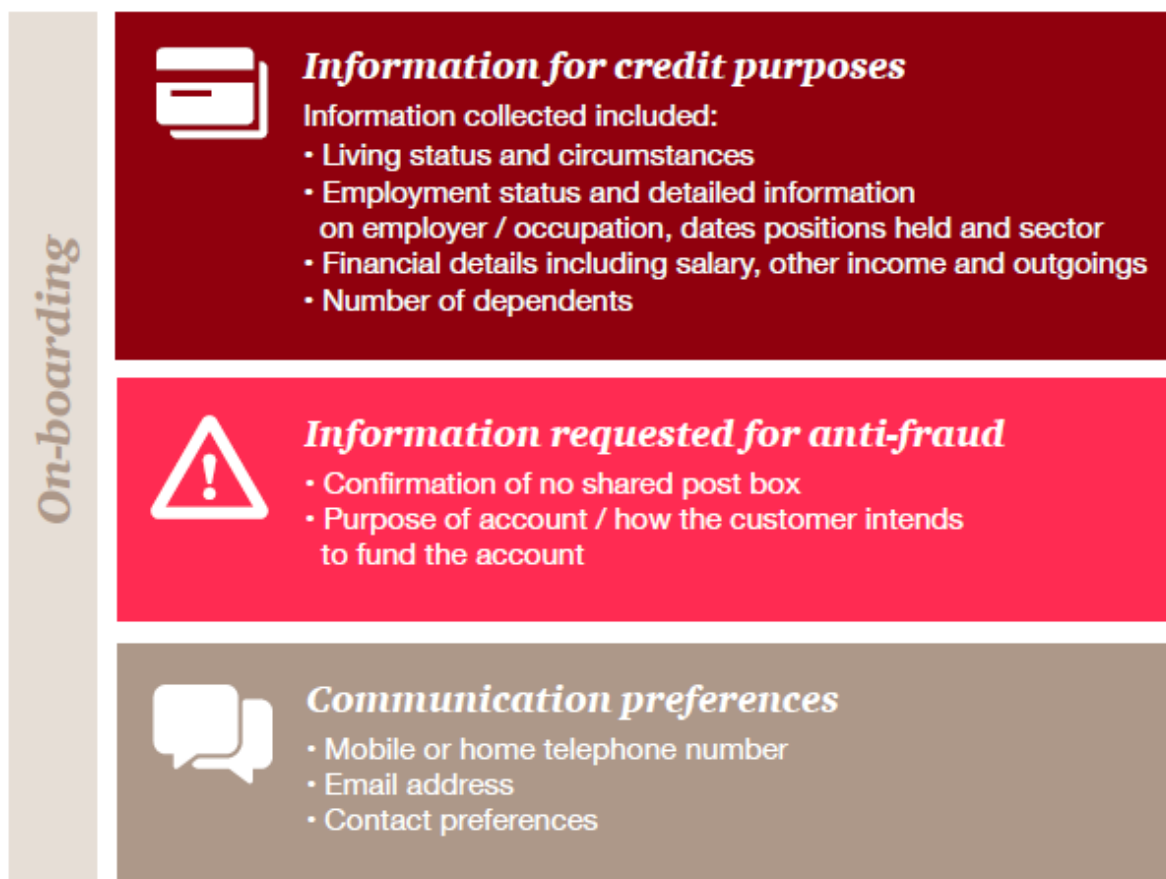 On-boarding
Information for credit purposes
Information collected included:
• Living status and circumstances
• Employment status and detailed information
on employer / occupation, dates positions held and sector
• Financial details including salary, other income and outgoings
• Number of dependents
Information requested for anti-fraud
• Confirmation of no shared post box
• Purpose of account / how the customer intends
to fund the account
Communication preferences
• Mobile or home telephone number
• Email address
• Contact preferences